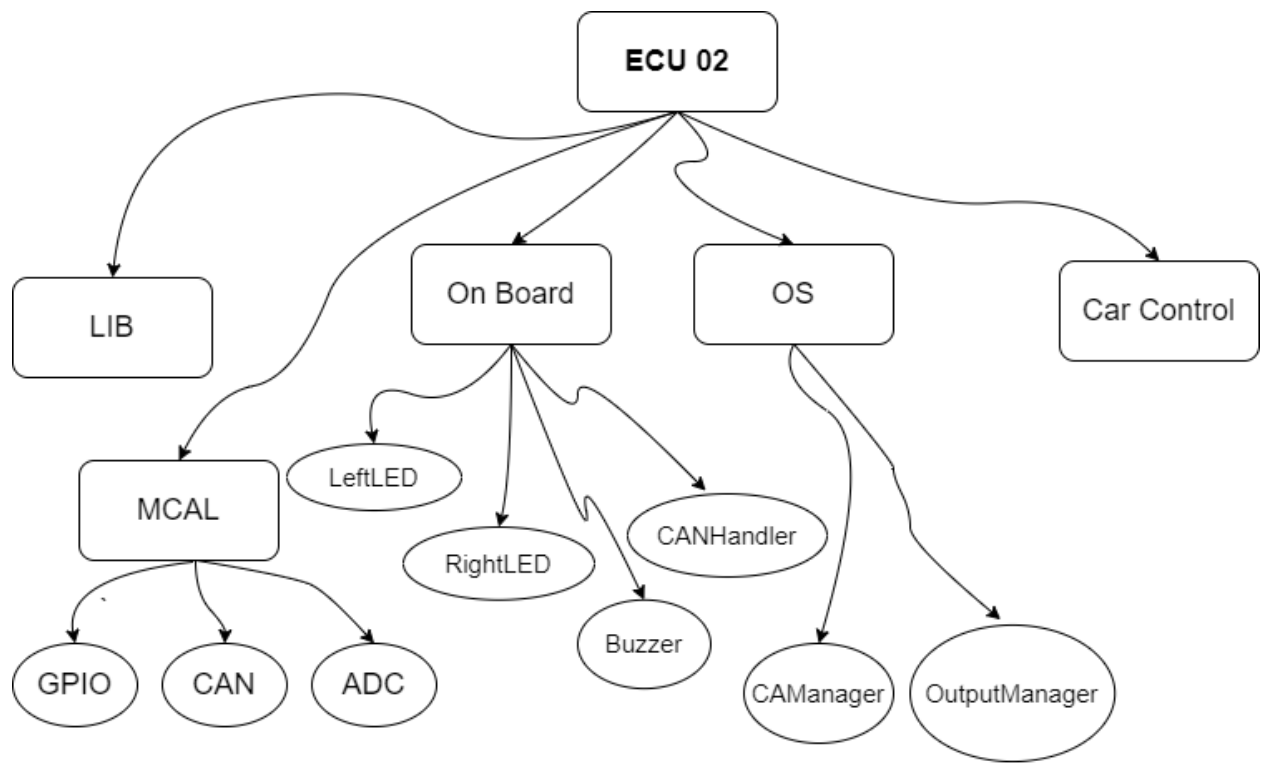 ECU 02
LIB
On Board
OS
Car Control
MCAL
LeftLED
RightLED
CANHandler
Buzzer
GPIO
CAN
ADC
CAManager
OutputManager